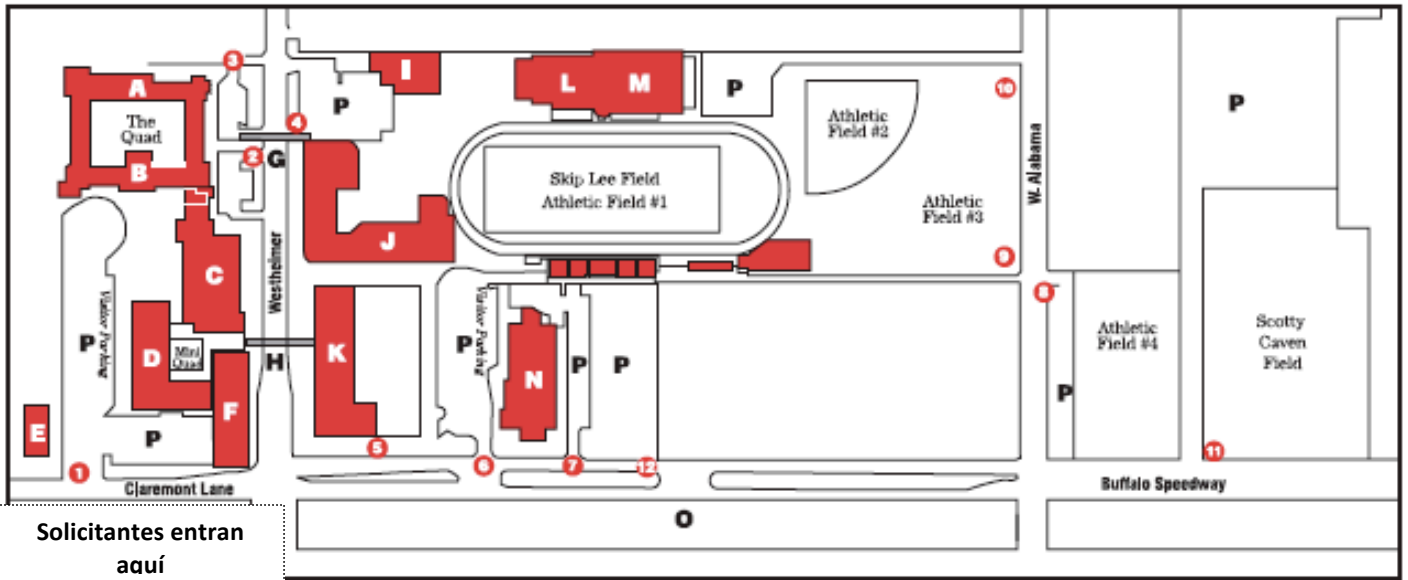 3
A
I
L
M
P
P
P
10
The
Quad
4
Athletic
Field #2
2
G
B
W. Alabama
Skip Lee Field
Athletic Field #1
Athletic
Field #3
J
Westheimer
C
9
8
Visitor Parking
P
D
Mini
Quad
H
K
Visitor Parking
P
N
P
P
Athletic
Field #4
Scotty
Caven
Field
P
F
E
P
1
5
6
7
12
11
Claremont Lane
Buffalo Speedway
O
Solicitantes entran
aquí